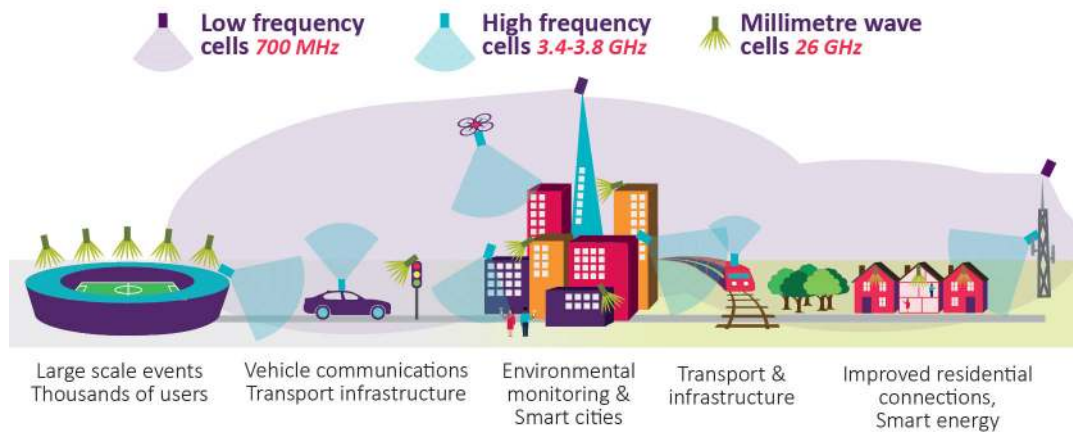 Low frequency
cells 700 MHz
High frequency
cells 3.4-3.8 GHz
Millimetre wave
cells 26 GHz
Large scale events
Thousands of users
Vehicle communications
Transport infrastructure
Environmental
monitoring &
Smart cities
Transport &
infrastructure
Improved residential
connections,
Smart energy